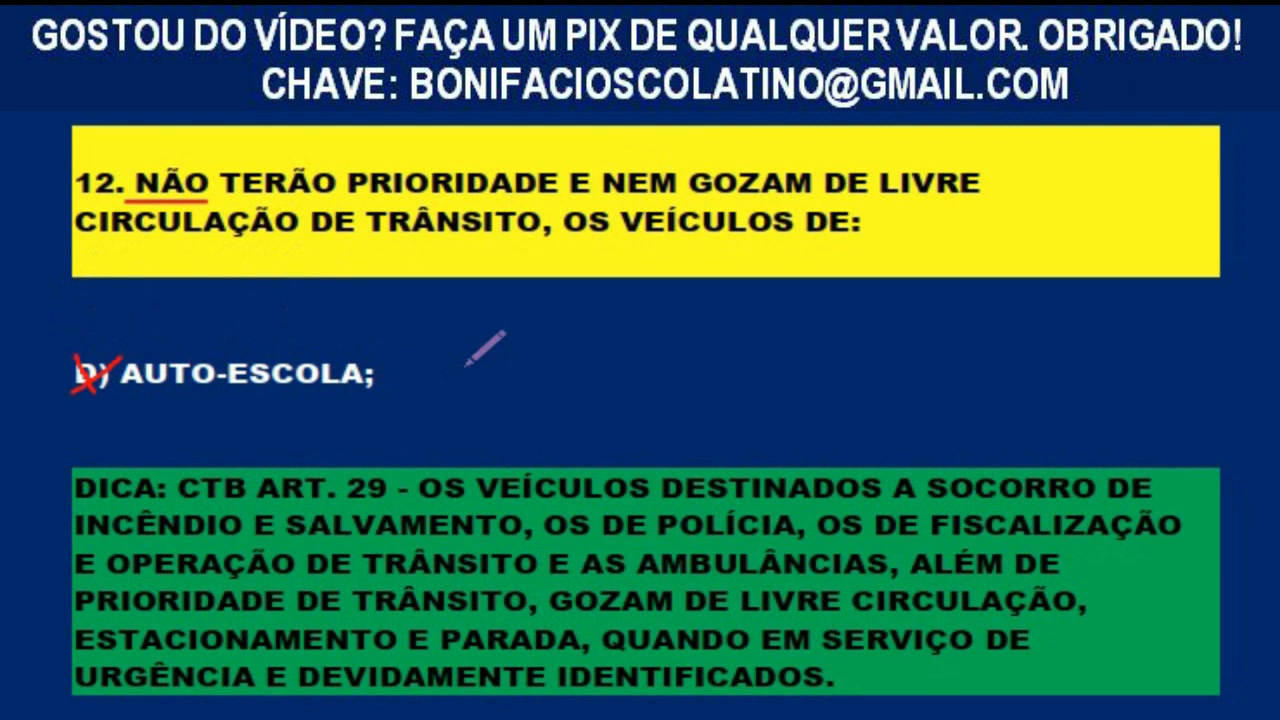 GOSTOU DO VÍDEO? FAÇA UM PIX DE QUALQUER VALOR. OBRIGADO!
CHAVE: BONIFACIOSCOLATINO@GMAIL.COM
12. NÃO TERÃO PRIORIDADE E NEM GOZAM DE LIVRE
CIRCULAÇÃO DE TRÂNSITO, OS VEÍCULOS DE:
D) AUTO-ESCOLA;
DICA: CTB ART. 29 - OS VEÍCULOS DESTINADOS A SOCORRO DE
INCÊNDIO E SALVAMENTO, OS DE POLÍCIA, OS DE FISCALIZAÇÃO
E OPERAÇÃO DE TRÂNSITO E AS AMBULÂNCIAS, ALÉM DE
PRIORIDADE DE TRÂNSITO, GOZAM DE LIVRE CIRCULAÇÃO,
ESTACIONAMENTO E PARADA, QUANDO EM SERVIÇO DE
URGÊNCIA E DEVIDAMENTE IDENTIFICADOS.